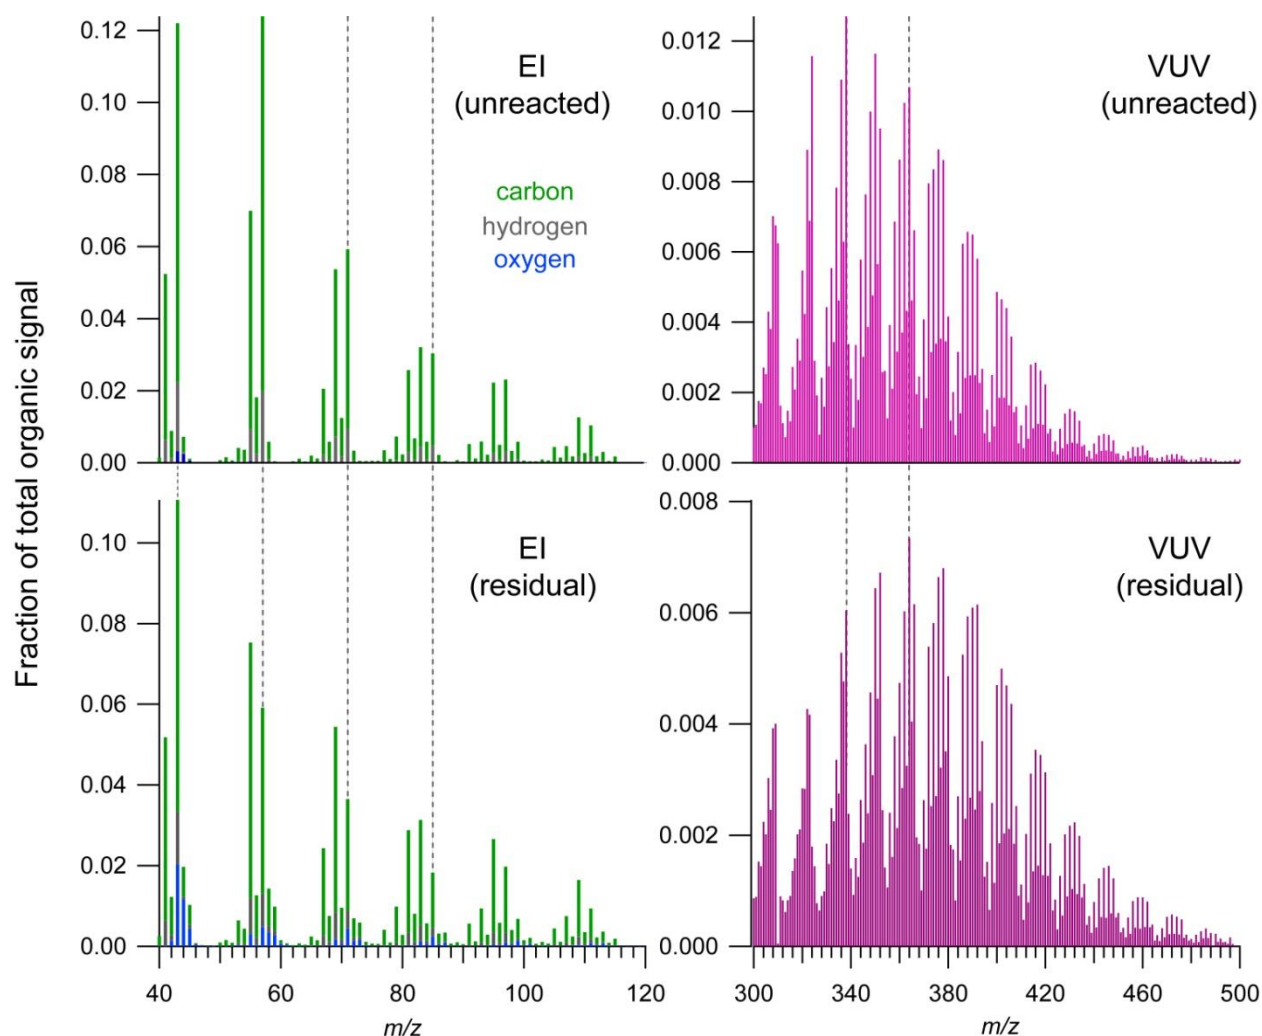 Fraction of total organic signal
EI
(unreacted)
carbon
hydrogen
oxygen
0.12
0.10
0.08
0.06
0.04
0.02
0.00
VUV
(unreacted)
0.012
0.010
0.008
0.006
0.004
0.002
0.000
EI
(residual)
0.10
0.08
0.06
0.04
0.02
0.00
40 60 80 100 120
m/z
VUV
(residual)
0.008
0.006
0.004
0.002
0.000
300 340 380 420 460 500
m/z